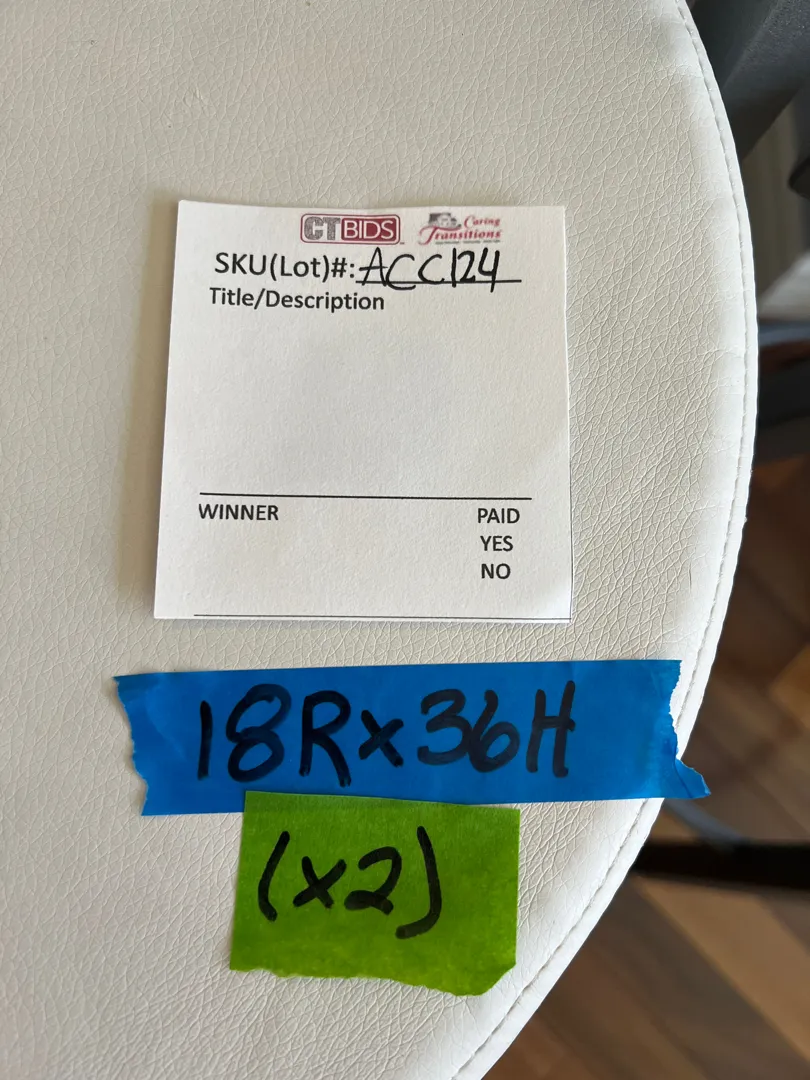 CTBIDS
Caring
Transitions
SKU(Lot)#: ACC124
Title/Description
WINNER
PAID
YES
NO
18R x 36H
(x2)